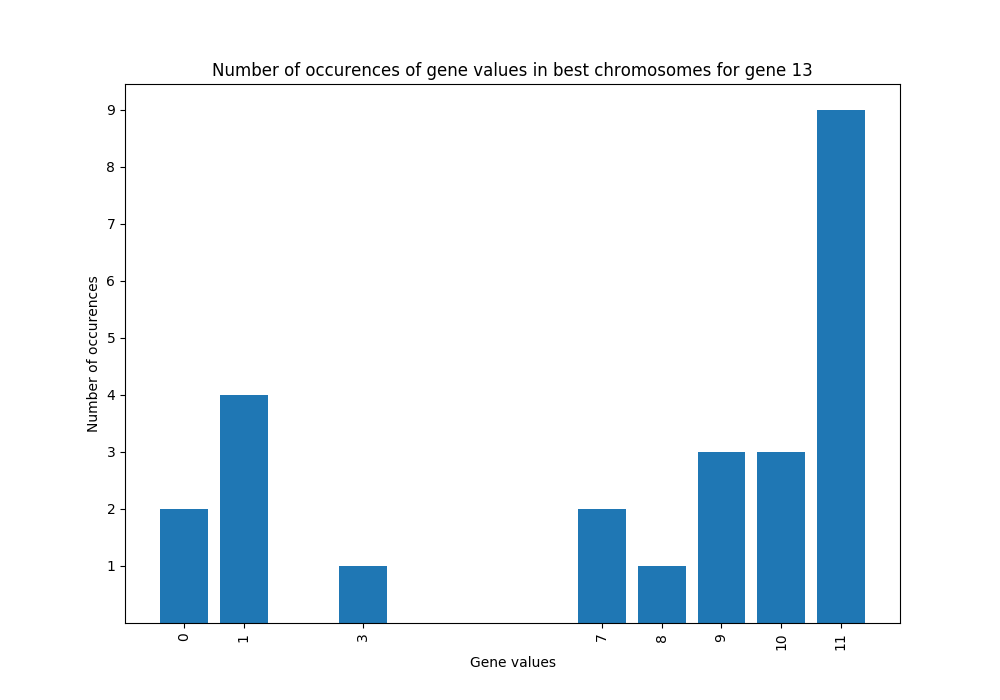 Number of occurences of gene values in best chromosomes for gene 13
Number of occurences
9
8
7
6
5
4
3
2
1
0 1 3 7 8 9 10 11
Gene values